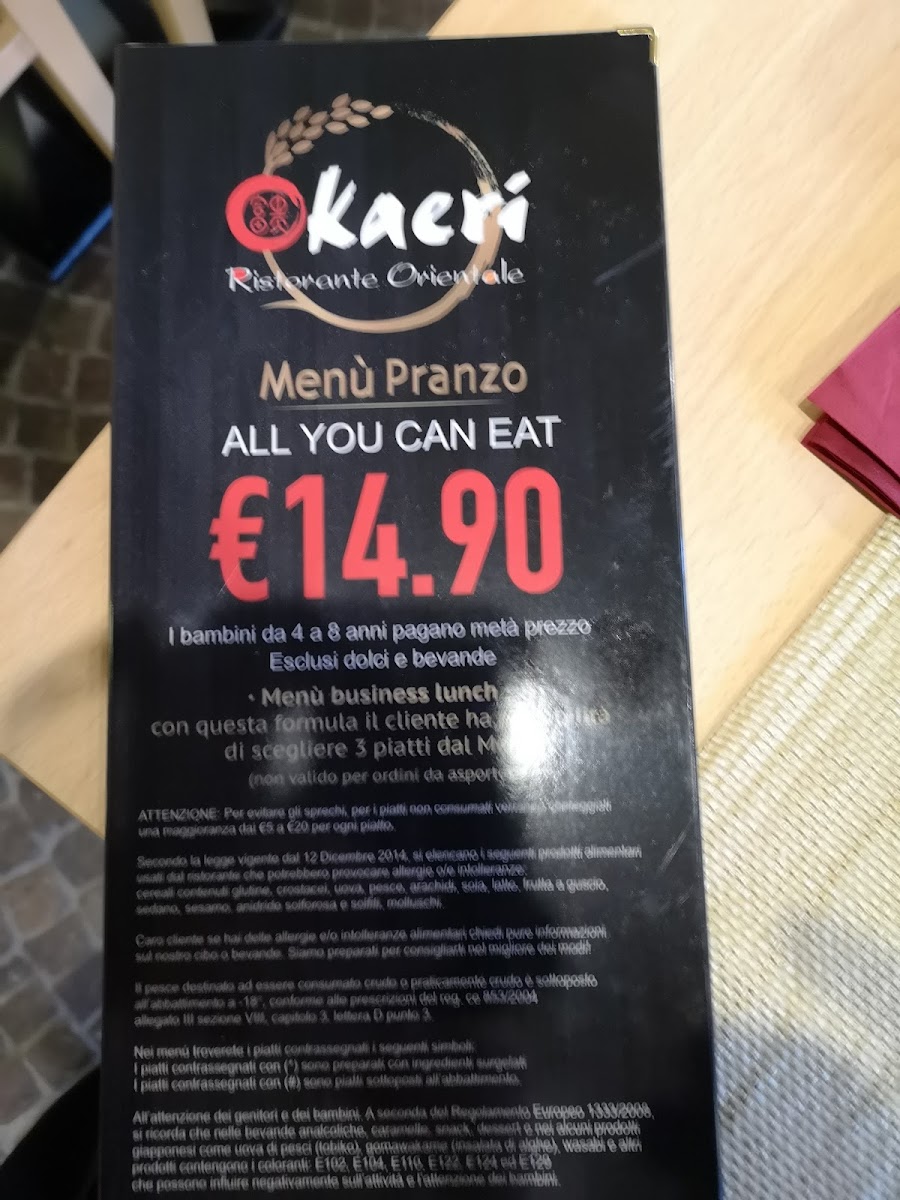 Okaeri
Ristorante Orientale
Menù Pranzo
ALL YOU CAN EAT
€14.90
I bambini da 4 a 8 anni pagano metà prezzo
Esclusi dolci e bevande
• Menù business lunch
con questa formula il cliente ha
di scegliere 3 piatti dal
(non valido per ordini da asporto
ATTENZIONE: Per evitare gli sprechi, per i piatti non consumati verranno conteggiati
una maggioranza dai €5 a €20 per ogni piatto.
Secondo la legge vigente dal 12 Dicembre 2014, si elencano i seguenti prodotti alimentari
usati dal ristorante che potrebbero provocare allergie o/e intolleranze:
cereali contenuti glutine, crostacei, uova, pesce, arachidi, soia, latte, frutta a guscio,
sedano, sesamo, anidride solforosa e solfiti, molluschi.
Caro cliente se hai delle allergie e/o intolleranze alimentari chiedi pure informazioni
sul nostro cibo o bevande. Siamo preparati per consigliarti nel migliore dei modi!
Il pesce destinato ad essere consumato crudo o praticamente crudo è sottoposto
all'abbattimento a -18°, conforme alle prescrizioni del reg. ce 853/2004
allegato III sezione VIII, capitolo 3, lettera D punto 3.
Nei menù troverete i piatti contrassegnati i seguenti simboli:
I piatti contrassegnati con (*) sono preparati con ingredienti surgelati
I piatti contrassegnati con (#) sono piatti sottoposti all'abbattimento.
All'attenzione dei genitori e dei bambini. A seconda del Regolamento Europeo 1333/2008,
si ricorda che nelle bevande analcoliche, caramelle, snack, dessert e nei alcuni prodotti
giapponesi come uova di pesci (tobiko), gomawakame (insalata di alghe), wasabi e altri
prodotti contengono i coloranti: E102, E104, E110, E122, E124 ed E129
che possono influire negativamente sull'attività e l'attenzione dei bambini.